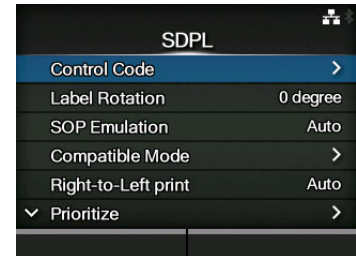 SDPL
Control Code
Label Rotation 0 degree
SOP Emulation Auto
Compatible Mode
Right-to-Left print Auto
Prioritize